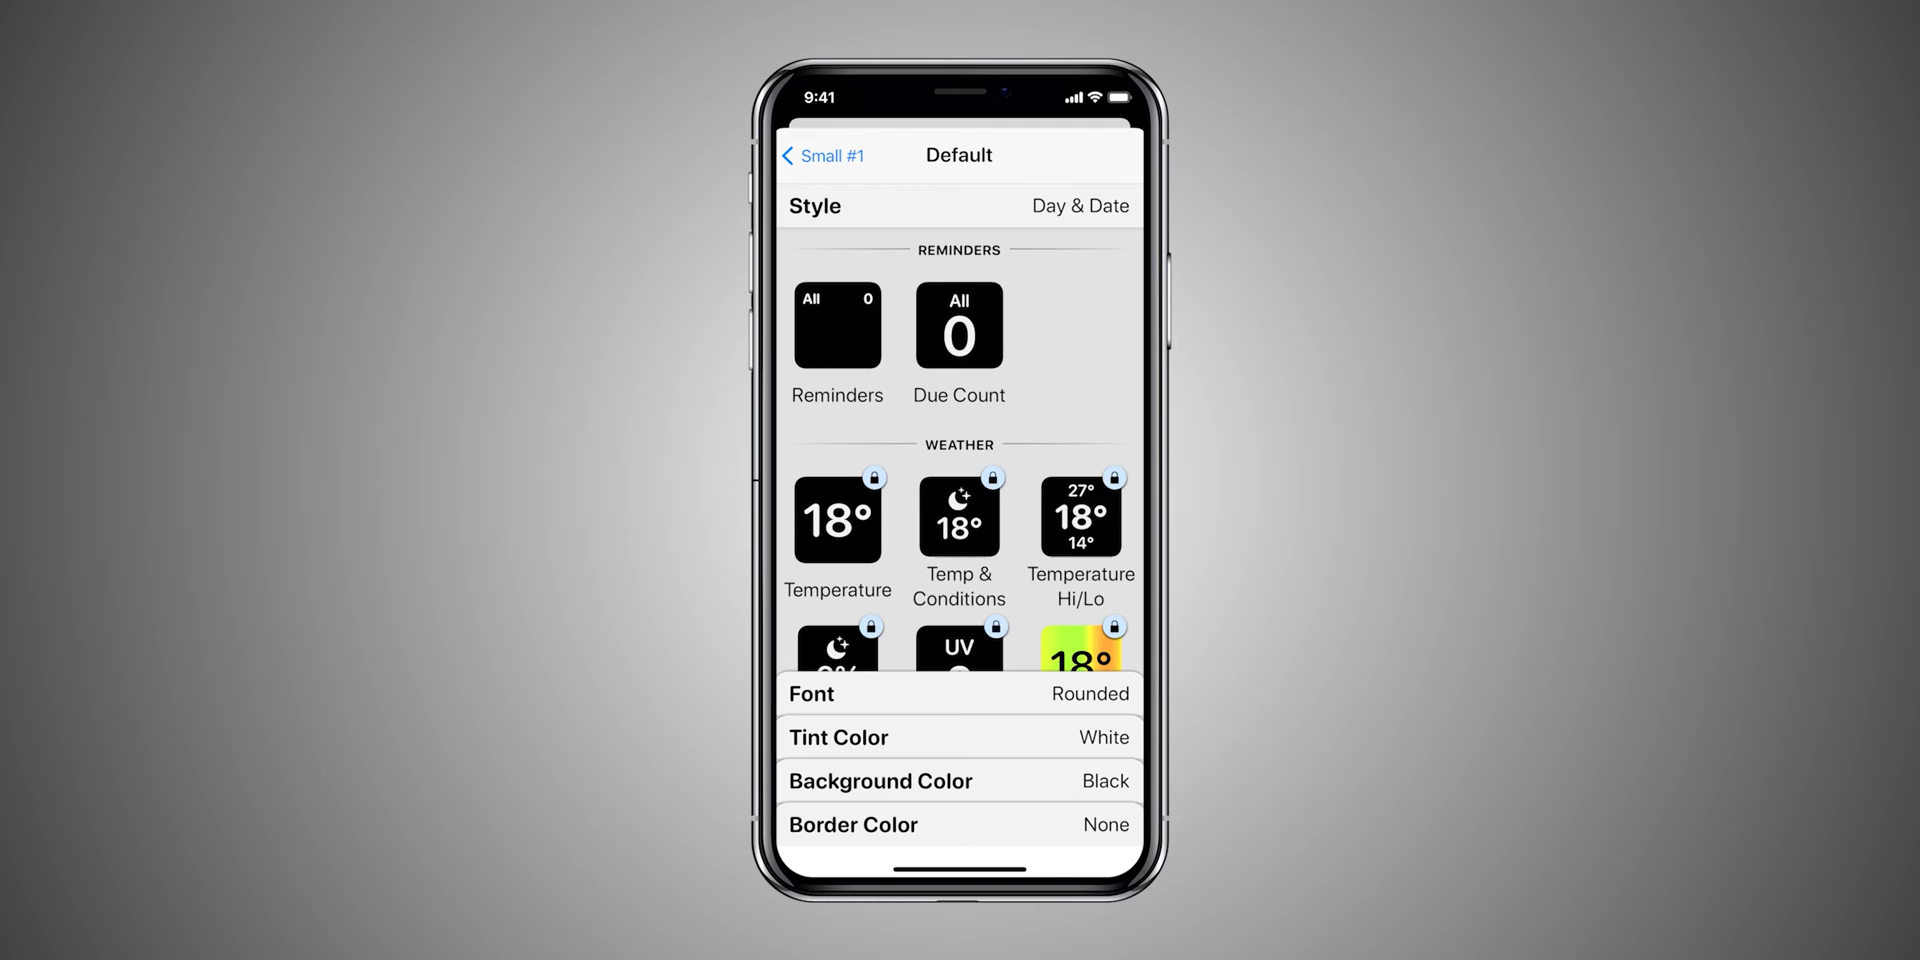 9:41
Small #1
Default
Style
Day & Date
REMINDERS
All 0
All
0
Reminders
Due Count
WEATHER
18°
18°
27°
18°
14°
Temperature
Temp &
Conditions
Temperature
Hi/Lo
UV
18°
Font
Rounded
Tint Color
White
Background Color
Black
Border Color
None